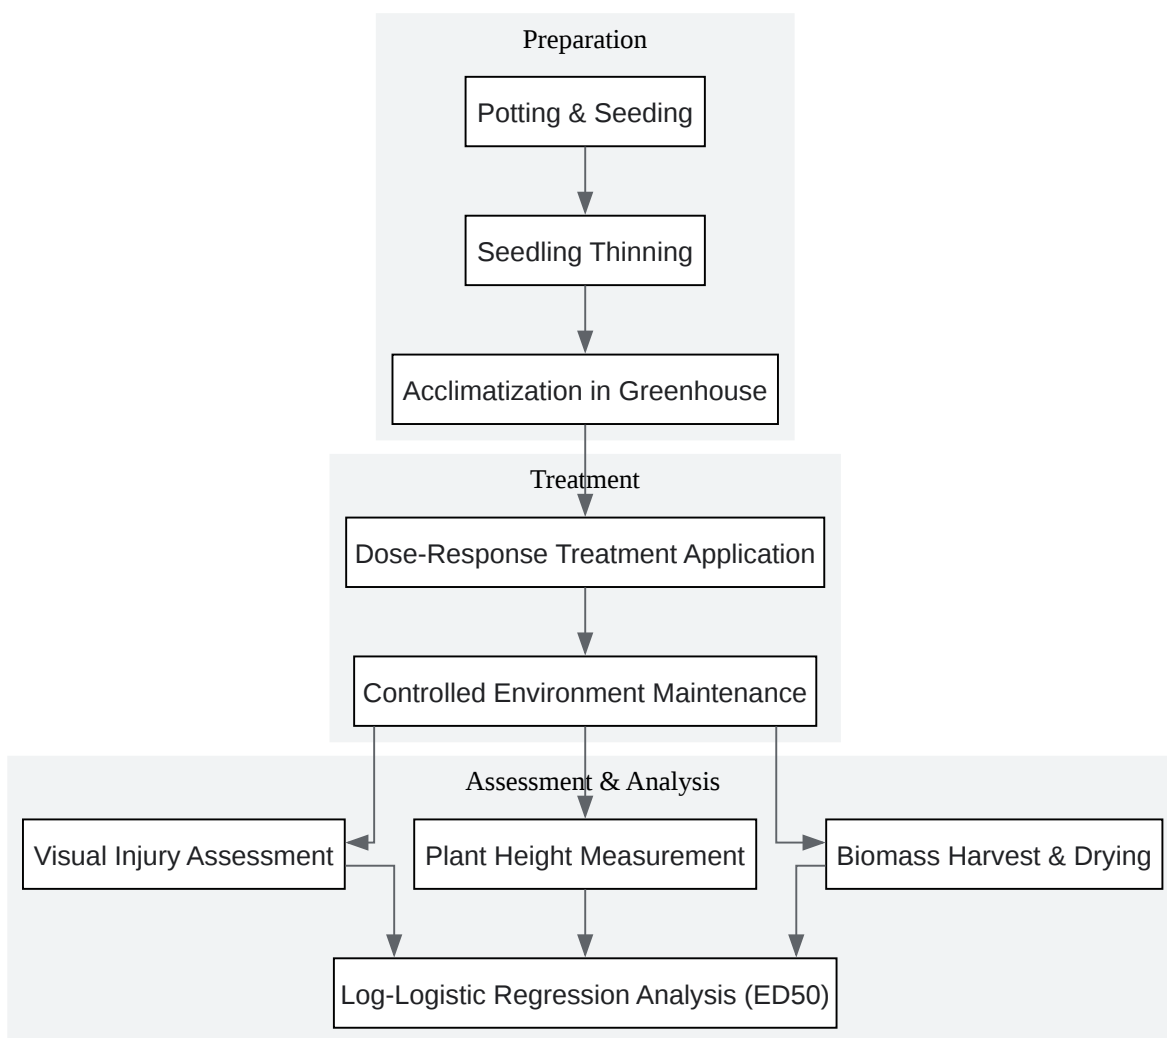 Preparation
Potting & Seeding
Seedling Thinning
Acclimatization in Greenhouse
Treatment
Dose-Response Treatment Application
Controlled Environment Maintenance
Assessment & Analysis
Visual Injury Assessment
Plant Height Measurement
Biomass Harvest & Drying
Log-Logistic Regression Analysis (ED50)